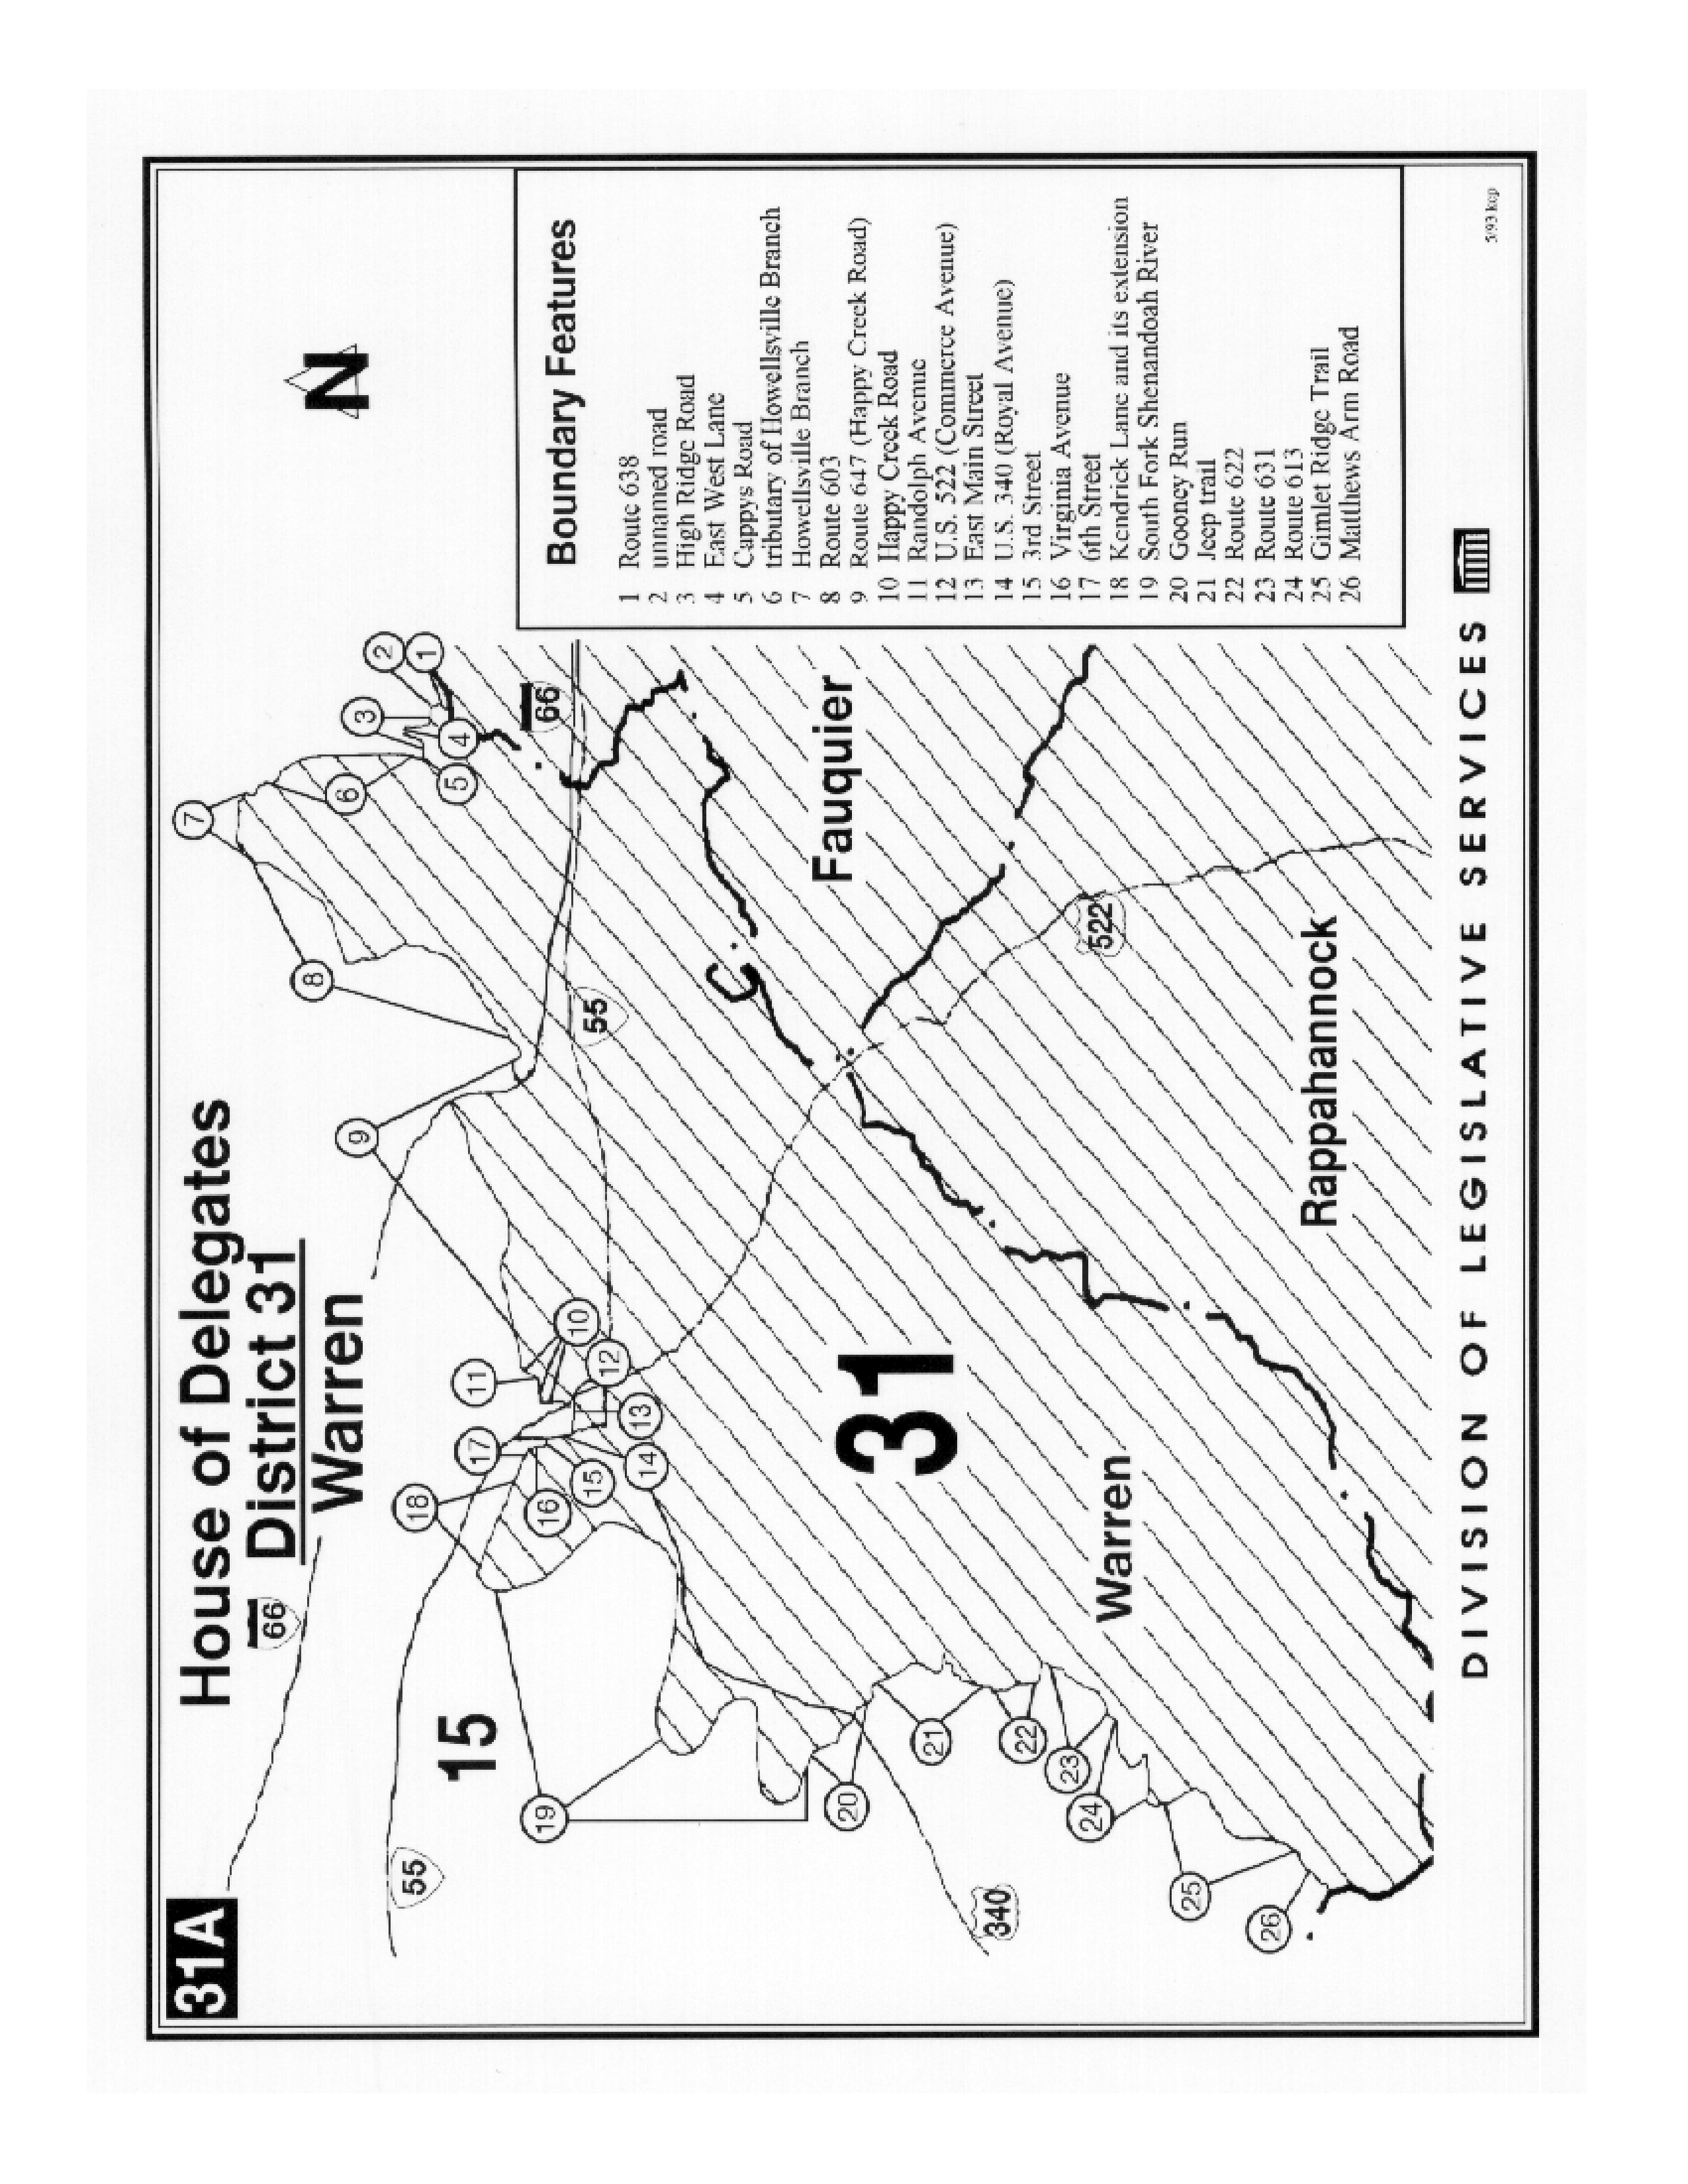 31A
House of Delegates
District 31
Warren
66
N
55
15
Boundary Features
1 Route 638
2 unnamed road
3 High Ridge Road
4 East West Lane
5 Cappys Road
6 tributary of Howellsville Branch
7 Howellsville Branch
8 Route 603
9 Route 647 (Happy Creek Road)
10 Happy Creek Road
11 Randolph Avenue
12 U.S. 522 (Commerce Avenue)
13 East Main Street
14 U.S. 340 (Royal Avenue)
15 3rd Street
16 Virginia Avenue
17 6th Street
18 Kendrick Lane and its extension
19 South Fork Shenandoah River
20 Gooney Run
21 Jeep trail
22 Route 622
23 Route 631
24 Route 613
25 Gimlet Ridge Trail
26 Matthews Arm Road
7
2
1
3
6
4
5
66
8
9
55
10
11
12
13
17
14
15
16
18
19
20
21
22
23
24
25
26
340
522
31
Fauquier
Warren
Rappahannock
DIVISION OF LEGISLATIVE SERVICES
5/93 kcp